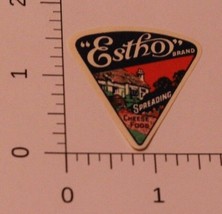 "Estho"
BRAND
SPREADING
CHEESE FOOD
2
1
0
0
1